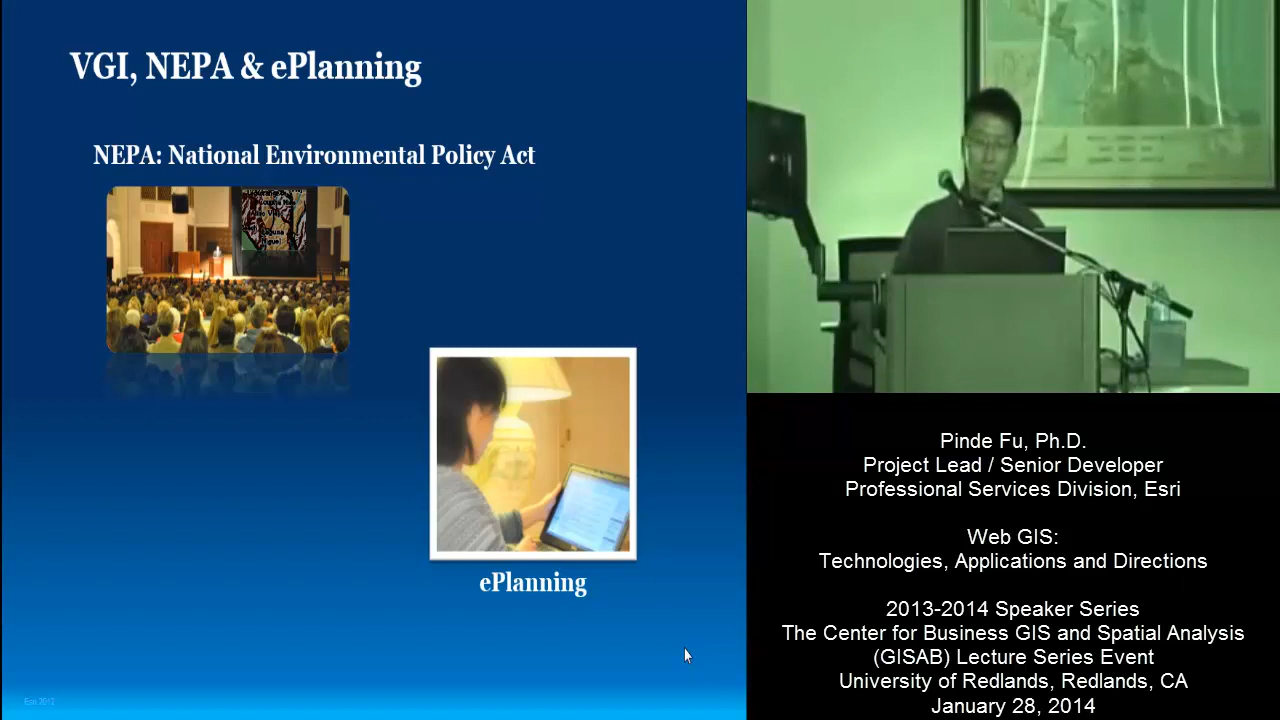 VGI, NEPA & ePlanning
NEPA: National Environmental Policy Act
ePlanning
Esri 2012
Pinde Fu, Ph.D.
Project Lead / Senior Developer
Professional Services Division, Esri
Web GIS:
Technologies, Applications and Directions
2013-2014 Speaker Series
The Center for Business GIS and Spatial Analysis
(GISAB) Lecture Series Event
University of Redlands, Redlands, CA
January 28, 2014